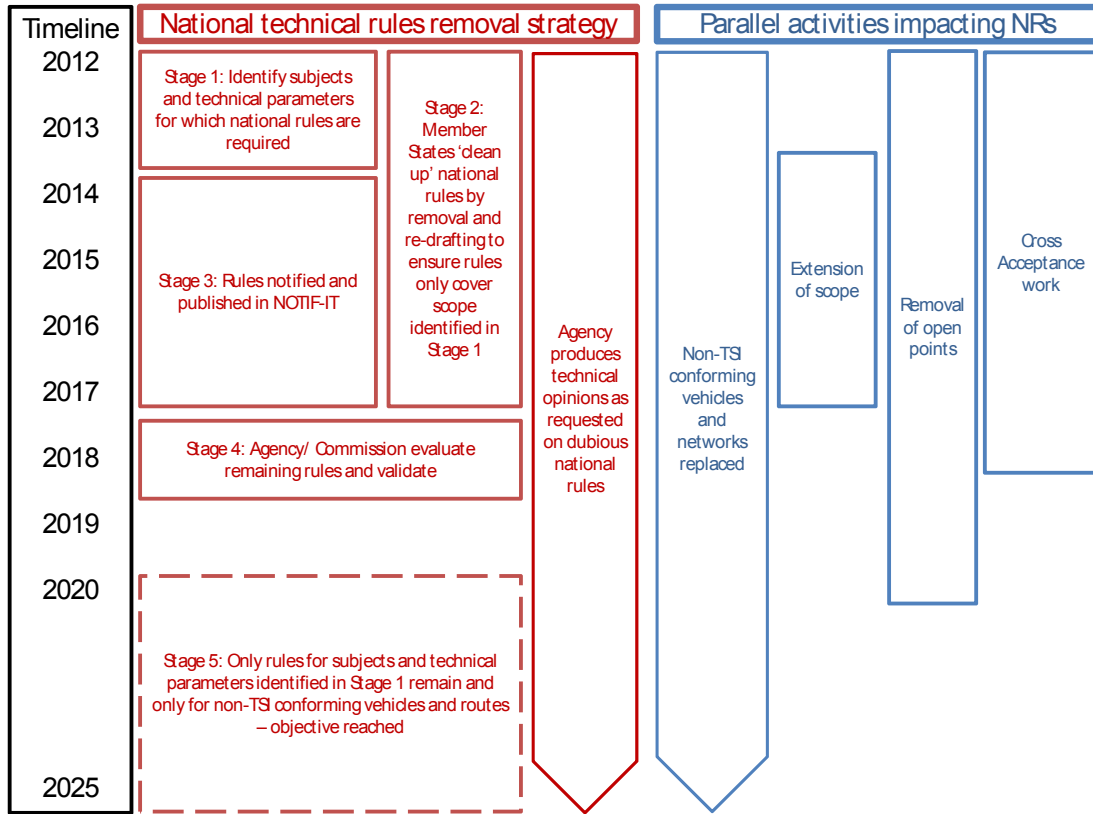 Timeline
2012
2013
2014
2015
2016
2017
2018
2019
2020
2025
National technical rules removal strategy
Stage 1: Identify subjects
and technical parameters
for which national rules are
required
Stage 2:
Member
States ‘clean
up’ national
rules by
removal and
re-drafting to
ensure rules
only cover
scope
identified in
Stage 1
Stage 3: Rules notified and
published in NOTIF-IT
Stage 4: Agency/ Commission evaluate
remaining rules and validate
Stage 5: Only rules for subjects and technical
parameters identified in Stage 1 remain and
only for non-TSI conforming vehicles and routes
– objective reached
Agency
produces
technical
opinions as
requested
on dubious
national
rules
Parallel activities impacting NRs
Non-TSI
conforming
vehicles
and
networks
replaced
Extension
of scope
Removal
of open
points
Cross
Acceptance
work